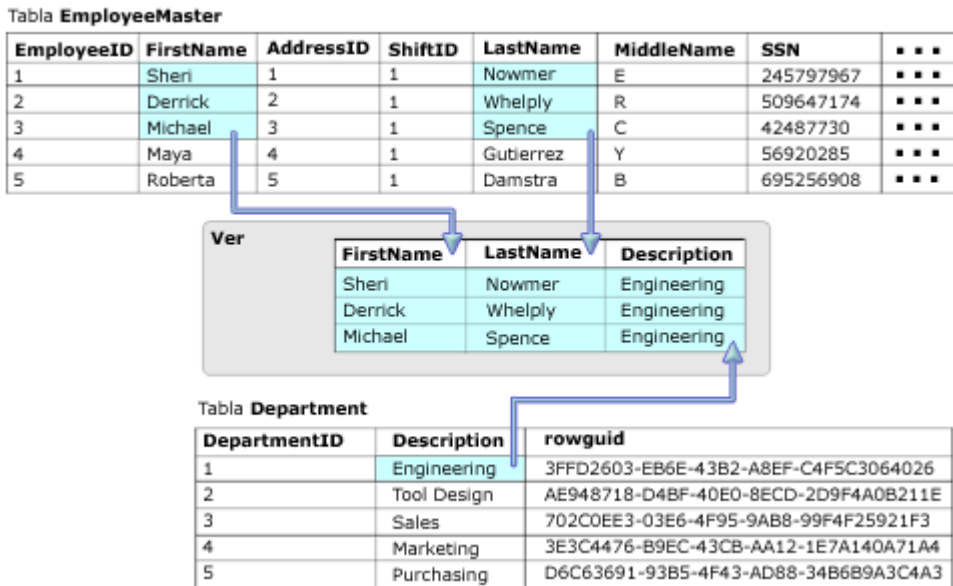 Tabla EmployeeMaster
EmployeeID FirstName AddressID ShiftID LastName MiddleName SSN ...
1 Sheri 1 1 Nowmer E 245797967 ...
2 Derrick 2 1 Whelply R 509647174 ...
3 Michael 3 1 Spence C 42487730 ...
4 Maya 4 1 Gutierrez Y 56920285 ...
5 Roberta 5 1 Damstra B 695256908 ...
Ver
FirstName LastName Description
Sheri Nowmer Engineering
Derrick Whelply Engineering
Michael Spence Engineering
Tabla Department
DepartmentID Description rowguid
1 Engineering 3FFD2603-EB6E-43B2-A8EF-C4F5C3064026
2 Tool Design AE948718-D4BF-40E0-8ECD-2D9F4A0B211E
3 Sales 702C0EE3-03E6-4F95-9AB8-99F4F25921F3
4 Marketing 3E3C4476-B9EC-43CB-AA12-1E7A140A71A4
5 Purchasing D6C63691-93B5-4F43-AD88-34B6B9A3C4A3